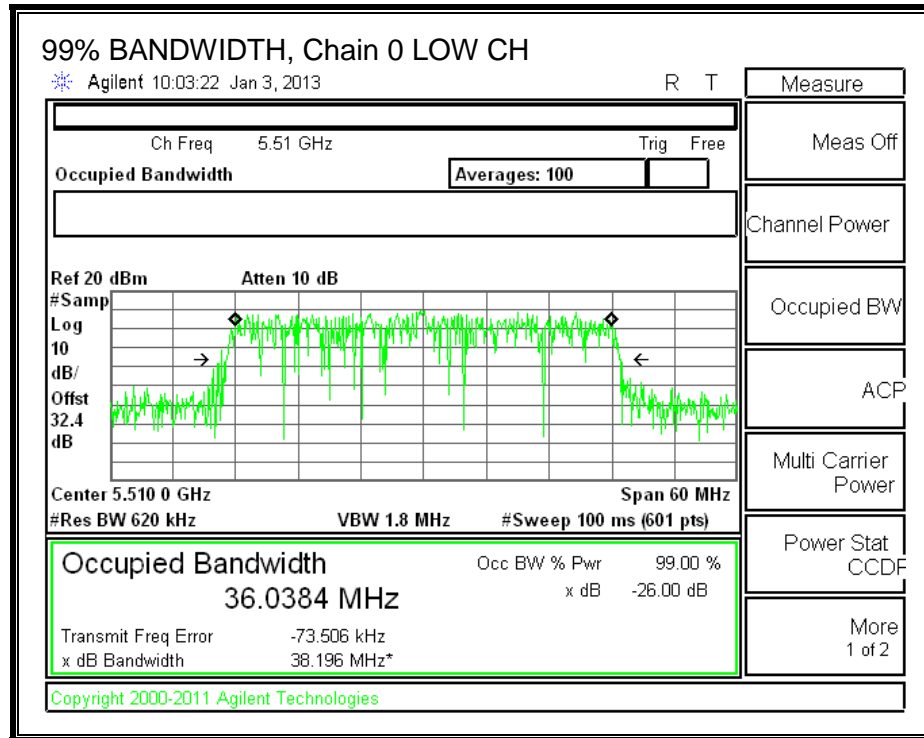 99% BANDWIDTH, Chain 0 LOW CH
Agilent 10:03:22 Jan 3, 2013 R T
Measure
Ch Freq 5.51 GHz Trig Free
Meas Off
Occupied Bandwidth Averages: 100
Channel Power
Ref 20 dBm Atten 10 dB
#Samp
Log
10
dB/
Offst
32.4
dB
Occupied BW
ACP
Multi Carrier
Power
Center 5.510 0 GHz Span 60 MHz
#Res BW 620 kHz VBW 1.8 MHz #Sweep 100 ms (601 pts)
Power Stat
CCDF
Occupied Bandwidth Occ BW % Pwr 99.00 %
36.0384 MHz x dB -26.00 dB
Transmit Freq Error -73.506 kHz
x dB Bandwidth 38.196 MHz*
More
1 of 2
Copyright 2000-2011 Agilent Technologies